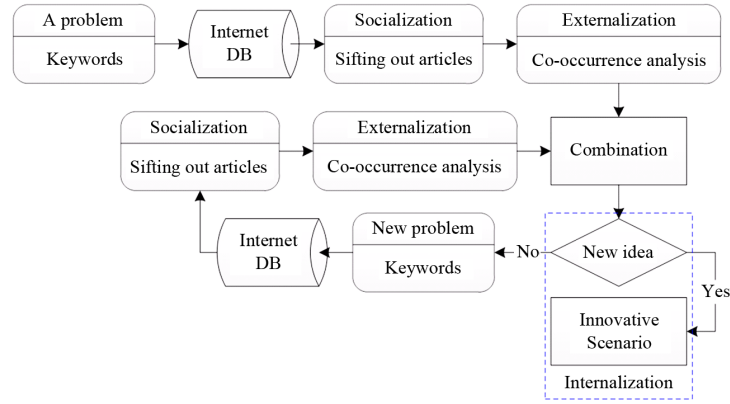 A problem
Keywords
Internet
DB
Socialization
Sifting out articles
Externalization
Co-occurrence analysis
Socialization
Sifting out articles
Externalization
Co-occurrence analysis
Combination
Internet
DB
New problem
Keywords
No
New idea
Yes
Innovative
Scenario
Internalization